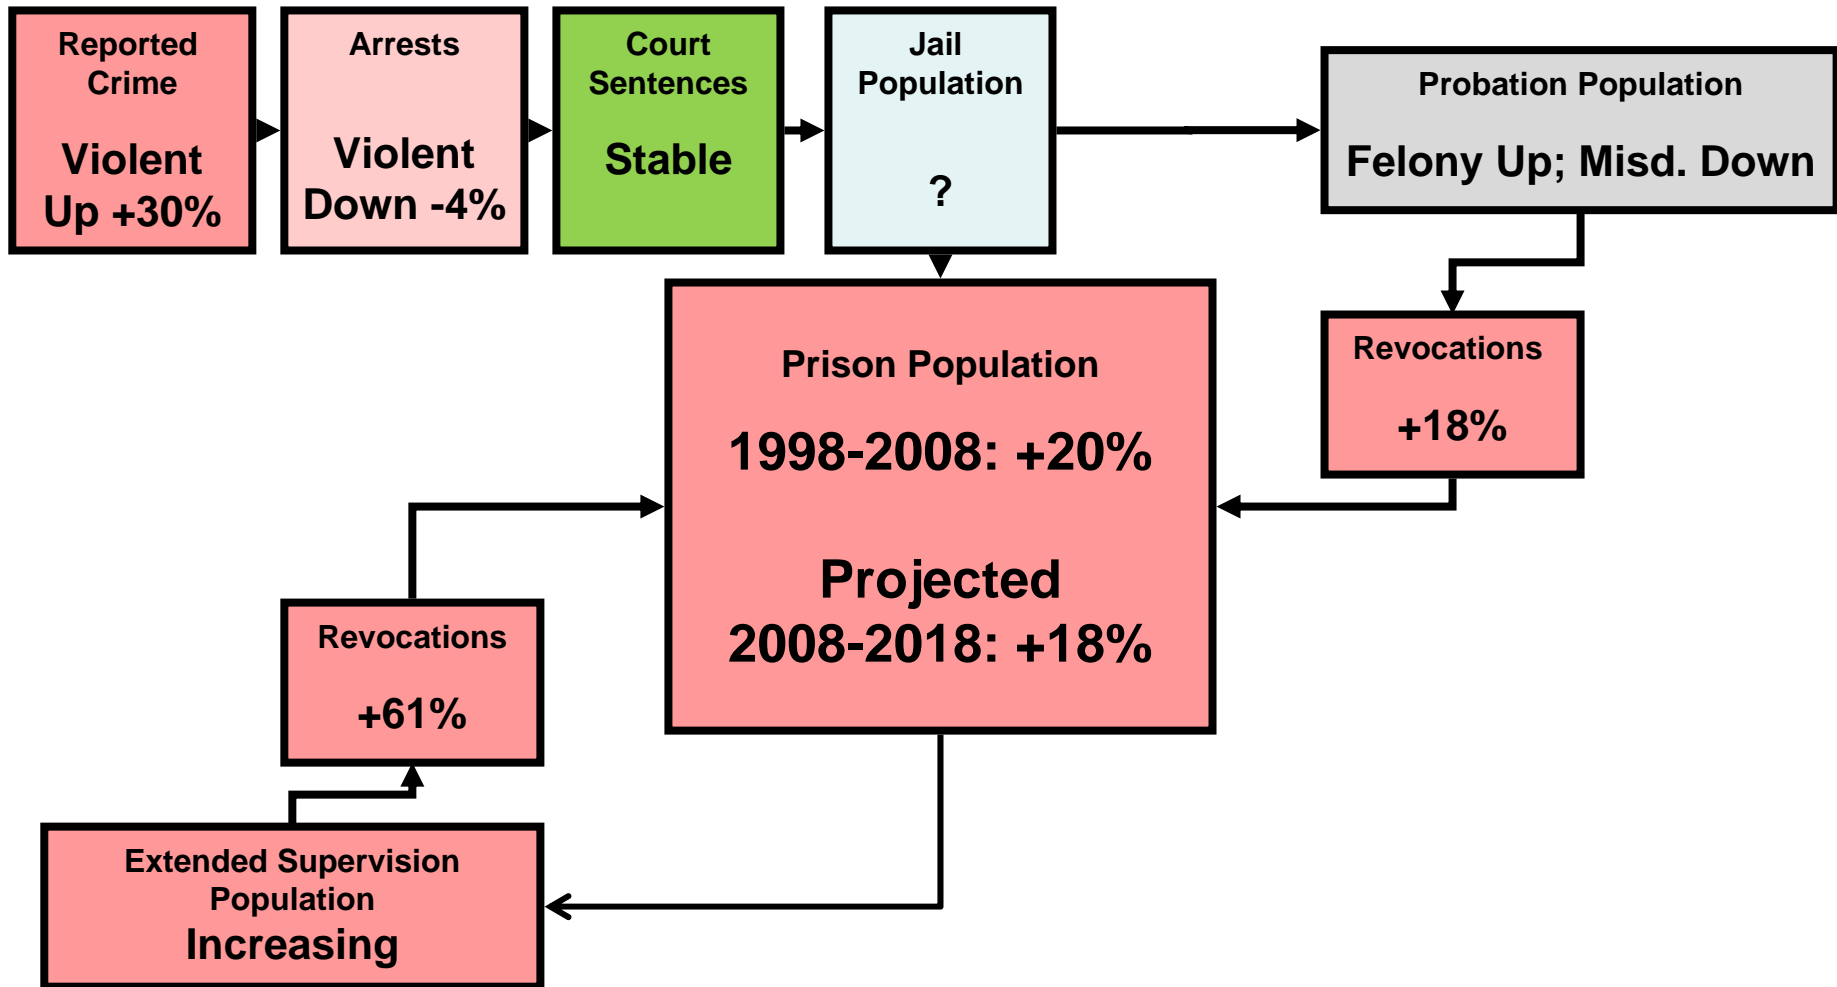 Reported
Crime
Violent
Up +30%
Arrests
Violent
Down -4%
Court
Sentences
Stable
Jail
Population
?
Probation Population
Felony Up; Misd. Down
Revocations
+18%
Prison Population
1998-2008: +20%
Projected
2008-2018: +18%
Revocations
+61%
Extended Supervision
Population
Increasing